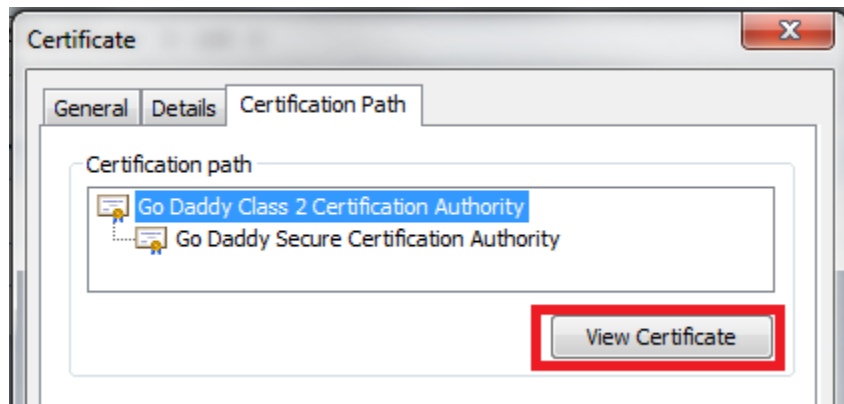 Certificate
General Details Certification Path
Certification path
Go Daddy Class 2 Certification Authority
Go Daddy Secure Certification Authority
View Certificate